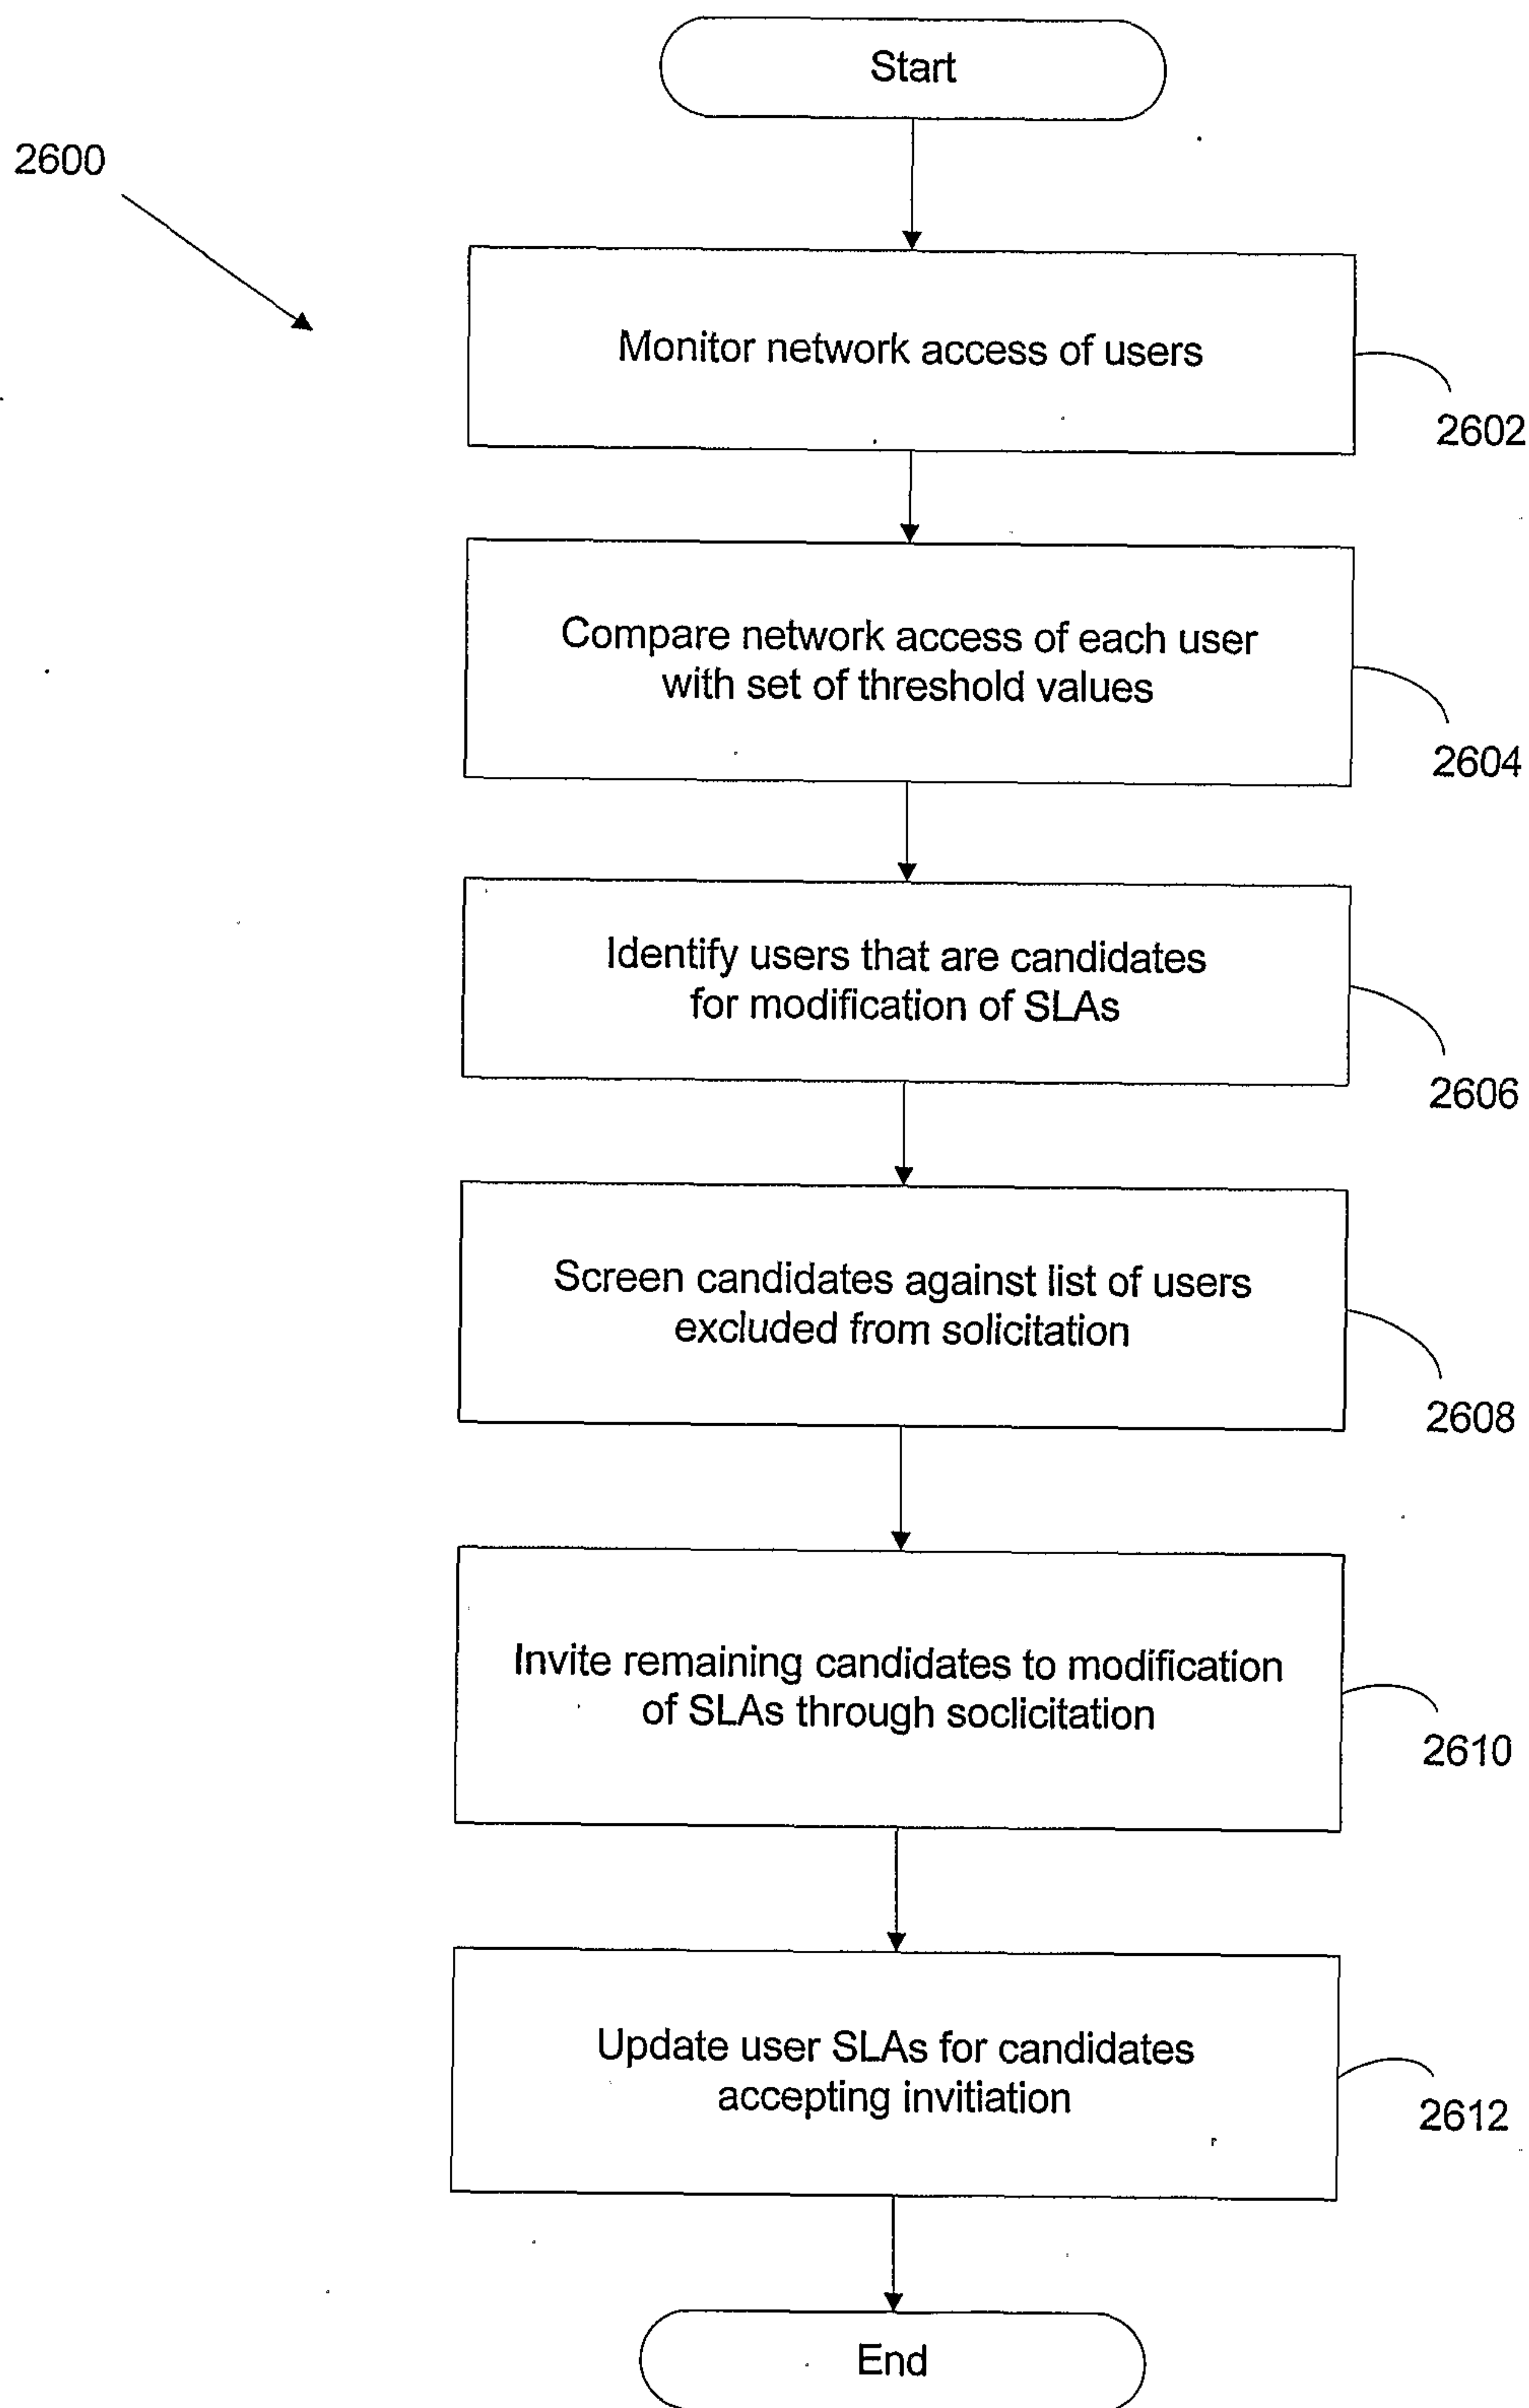 Start
2600
Monitor network access of users
2602
Compare network access of each user
with set of threshold values
2604
Identify users that are candidates
for modification of SLAs
2606
Screen candidates against list of users
excluded from solicitation
2608
Invite remaining candidates to modification
of SLAs through soclicitation
2610
Update user SLAs for candidates
accepting invitiation
2612
End